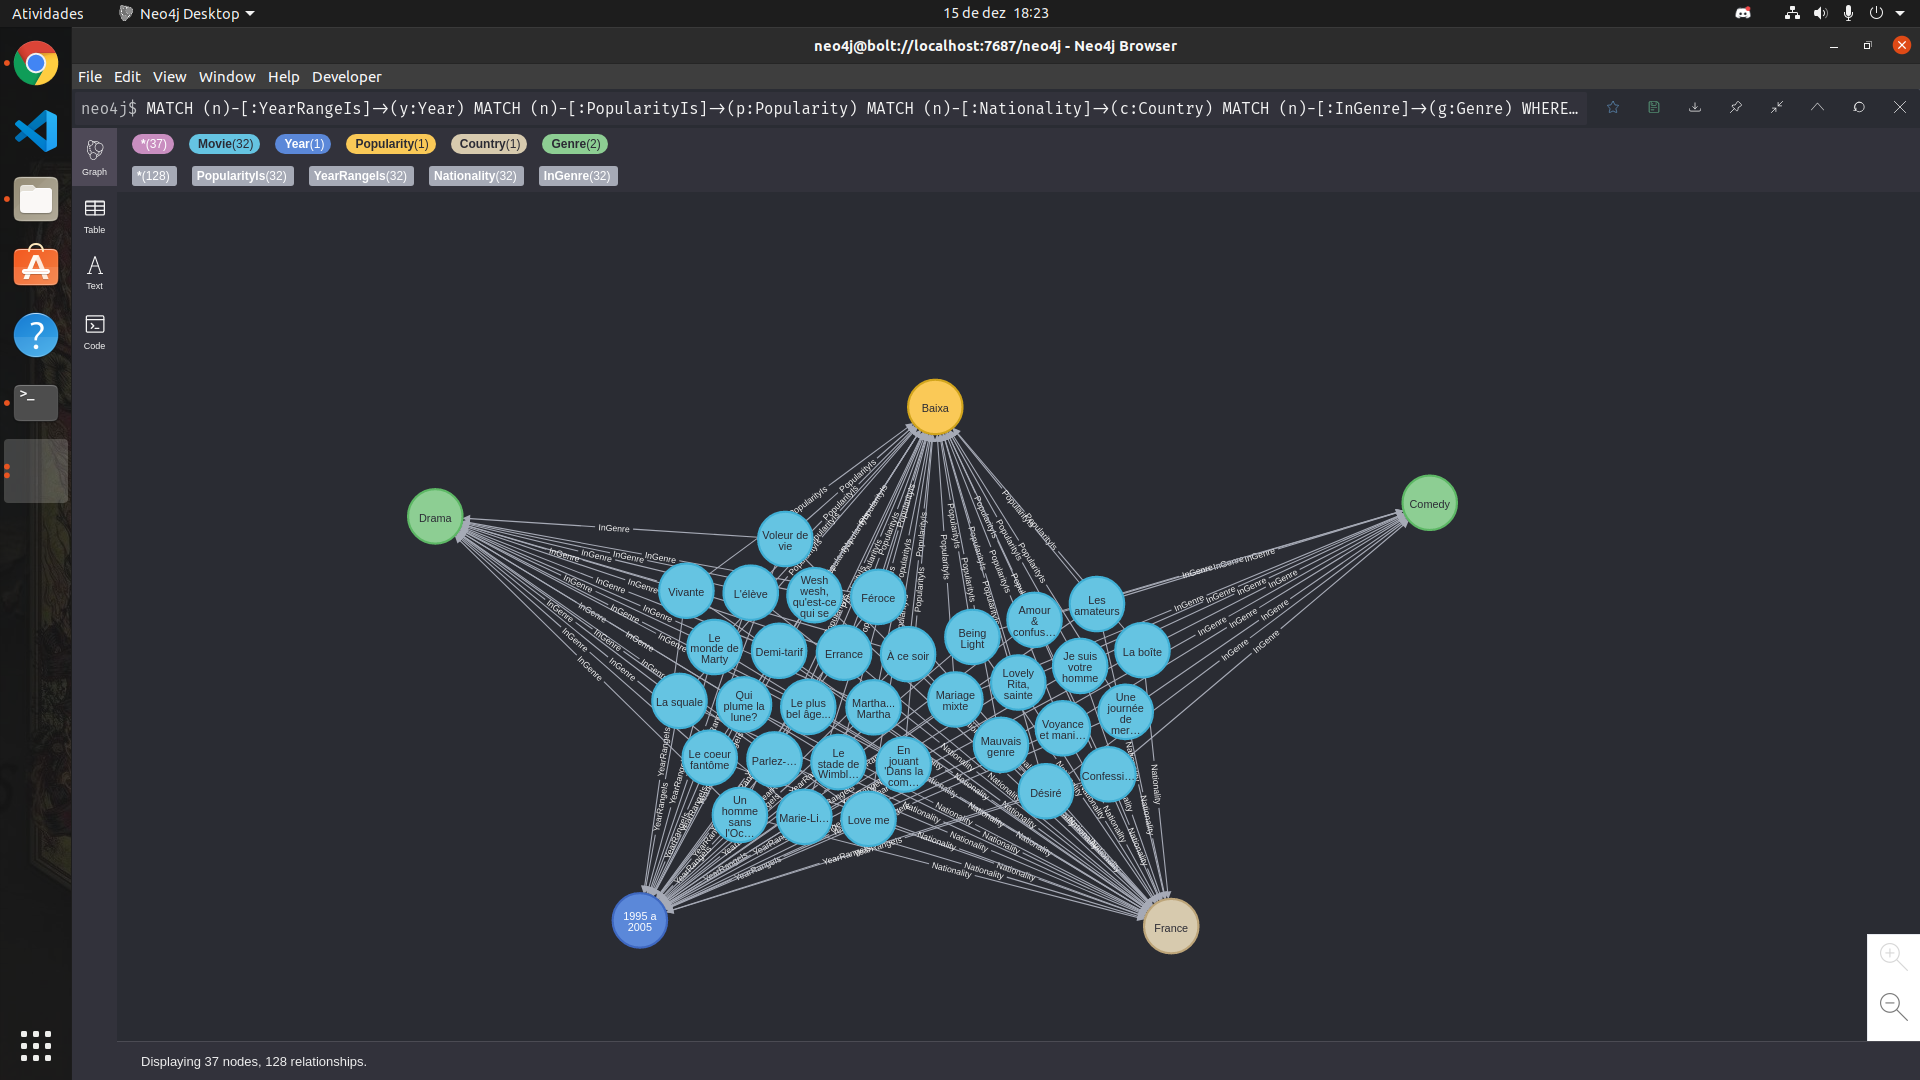 Atividades
Neo4j Desktop
15 de dez 18:23
neo4j@bolt://localhost:7687/neo4j - Neo4j Browser
File Edit View Window Help Developer
neo4j$ MATCH (n)-[:YearRangeIs]→(y:Year) MATCH (n)-[:PopularityIs]→(p:Popularity) MATCH (n)-[:Nationality]→(c:Country) MATCH (n)-[:InGenre]→(g:Genre) WHERE…
*(37) Movie(32) Year(1) Popularity(1) Country(1) Genre(2)
*(128) PopularityIs(32) YearRangeIs(32) Nationality(32) InGenre(32)
Graph
Table
Text
Code
Baixa
Drama
Comedy
Voleur de
vie
Vivante
L'élève
Wesh
wesh,
qu'est-ce
qui se
Féroce
Les
amateurs
Amour
&
confus…
Being
Light
Le
monde de
Marty
Demi-tarif
Errance
À ce soir
Je suis
votre
homme
La boîte
La squale
Qui
plume la
lune?
Le plus
bel âge...
Martha...
Martha
Mariage
mixte
Lovely
Rita,
sainte
Voyance
et mani…
Une
journée
de
mer…
Le coeur
fantôme
Parlez-…
Le
stade de
Wimbl…
En
jouant
'Dans la
com…
Mauvais
genre
Désiré
Confessi…
Un
homme
sans
l'Oc…
Marie-Li…
Love me
1995 a
2005
France
InGenre
PopularityIs
YearRangeIs
Nationality
Displaying 37 nodes, 128 relationships.